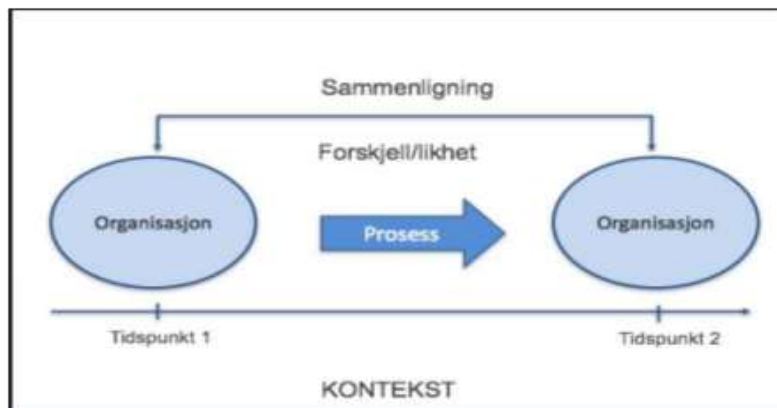 Sammenligning
Forskjell/likhet
Organisasjon
Prosess
Organisasjon
Tidspunkt 1
Tidspunkt 2
KONTEKST